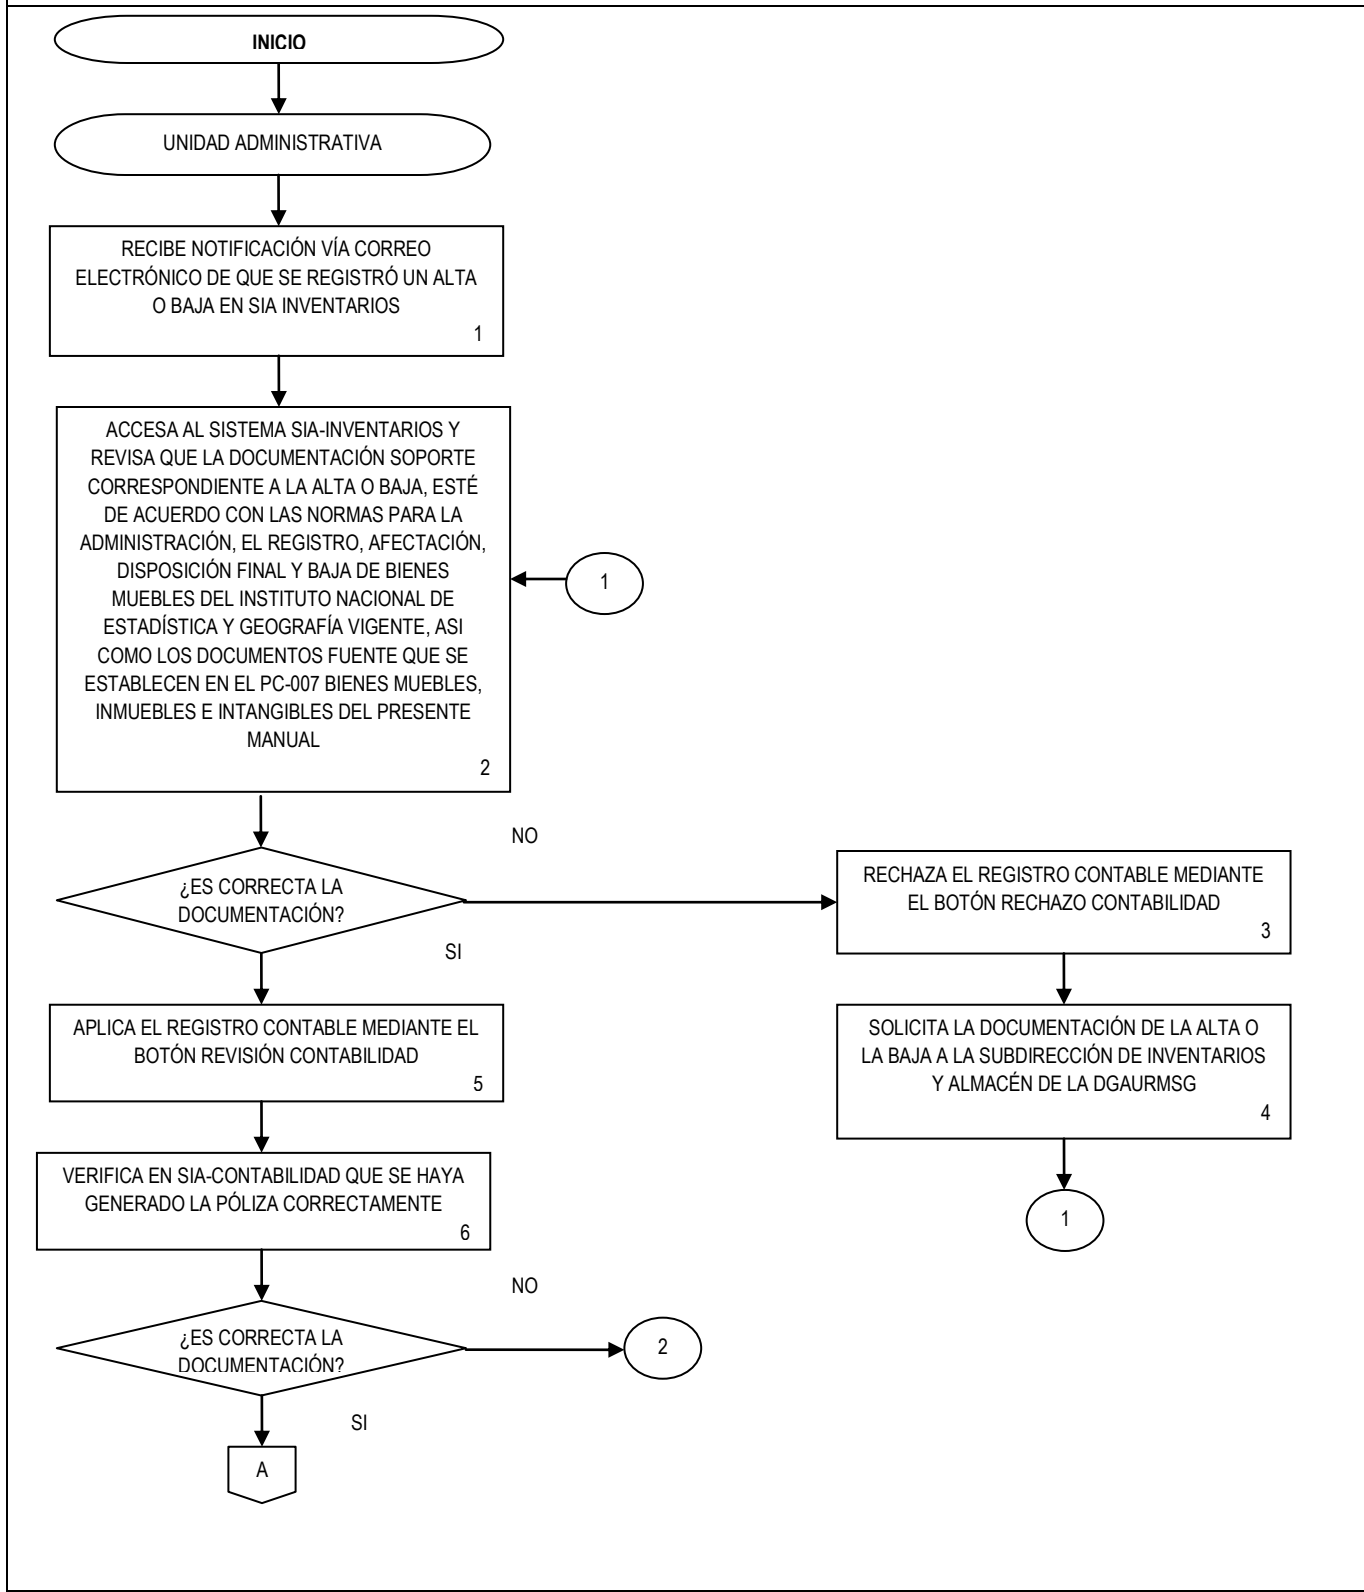 INICIO
UNIDAD ADMINISTRATIVA
RECIBE NOTIFICACIÓN VÍA CORREO
ELECTRÓNICO DE QUE SE REGISTRÓ UN ALTA
O BAJA EN SIA INVENTARIOS
1
ACCESA AL SISTEMA SIA-INVENTARIOS Y
REVISA QUE LA DOCUMENTACIÓN SOPORTE
CORRESPONDIENTE A LA ALTA O BAJA, ESTÉ
DE ACUERDO CON LAS NORMAS PARA LA
ADMINISTRACIÓN, EL REGISTRO, AFECTACIÓN,
DISPOSICIÓN FINAL Y BAJA DE BIENES
MUEBLES DEL INSTITUTO NACIONAL DE
ESTADÍSTICA Y GEOGRAFÍA VIGENTE, ASI
COMO LOS DOCUMENTOS FUENTE QUE SE
ESTABLECEN EN EL PC-007 BIENES MUEBLES,
INMUEBLES E INTANGIBLES DEL PRESENTE
MANUAL
2
1
¿ES CORRECTA LA
DOCUMENTACIÓN?
NO
SI
RECHAZA EL REGISTRO CONTABLE MEDIANTE
EL BOTÓN RECHAZO CONTABILIDAD
3
SOLICITA LA DOCUMENTACIÓN DE LA ALTA O
LA BAJA A LA SUBDIRECCIÓN DE INVENTARIOS
Y ALMACÉN DE LA DGAURMSG
4
1
APLICA EL REGISTRO CONTABLE MEDIANTE EL
BOTÓN REVISIÓN CONTABILIDAD
5
VERIFICA EN SIA-CONTABILIDAD QUE SE HAYA
GENERADO LA PÓLIZA CORRECTAMENTE
6
¿ES CORRECTA LA
DOCUMENTACIÓN?
NO
2
SI
A